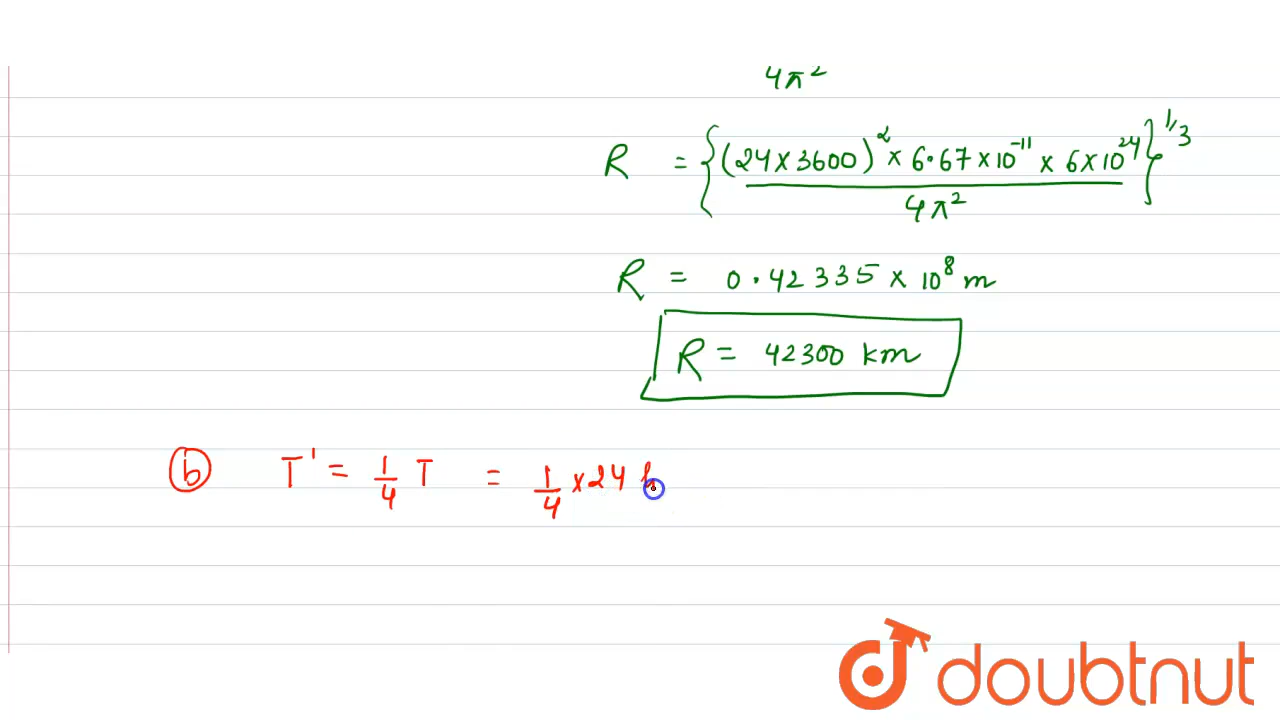 4π²
R = {(24 × 3600)² × 6.67 × 10⁻¹¹ × 6 × 10²⁴ / 4π²}^1/3
R = 0.42335 × 10⁸ m
R = 42300 km
(b) T' = 1/4 T = 1/4 × 24 h
doubtnut